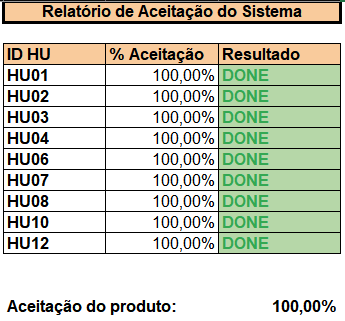 Relatório de Aceitação do Sistema
ID HU % Aceitação Resultado
HU01 100,00% DONE
HU02 100,00% DONE
HU03 100,00% DONE
HU04 100,00% DONE
HU06 100,00% DONE
HU07 100,00% DONE
HU08 100,00% DONE
HU10 100,00% DONE
HU12 100,00% DONE
Aceitação do produto: 100,00%